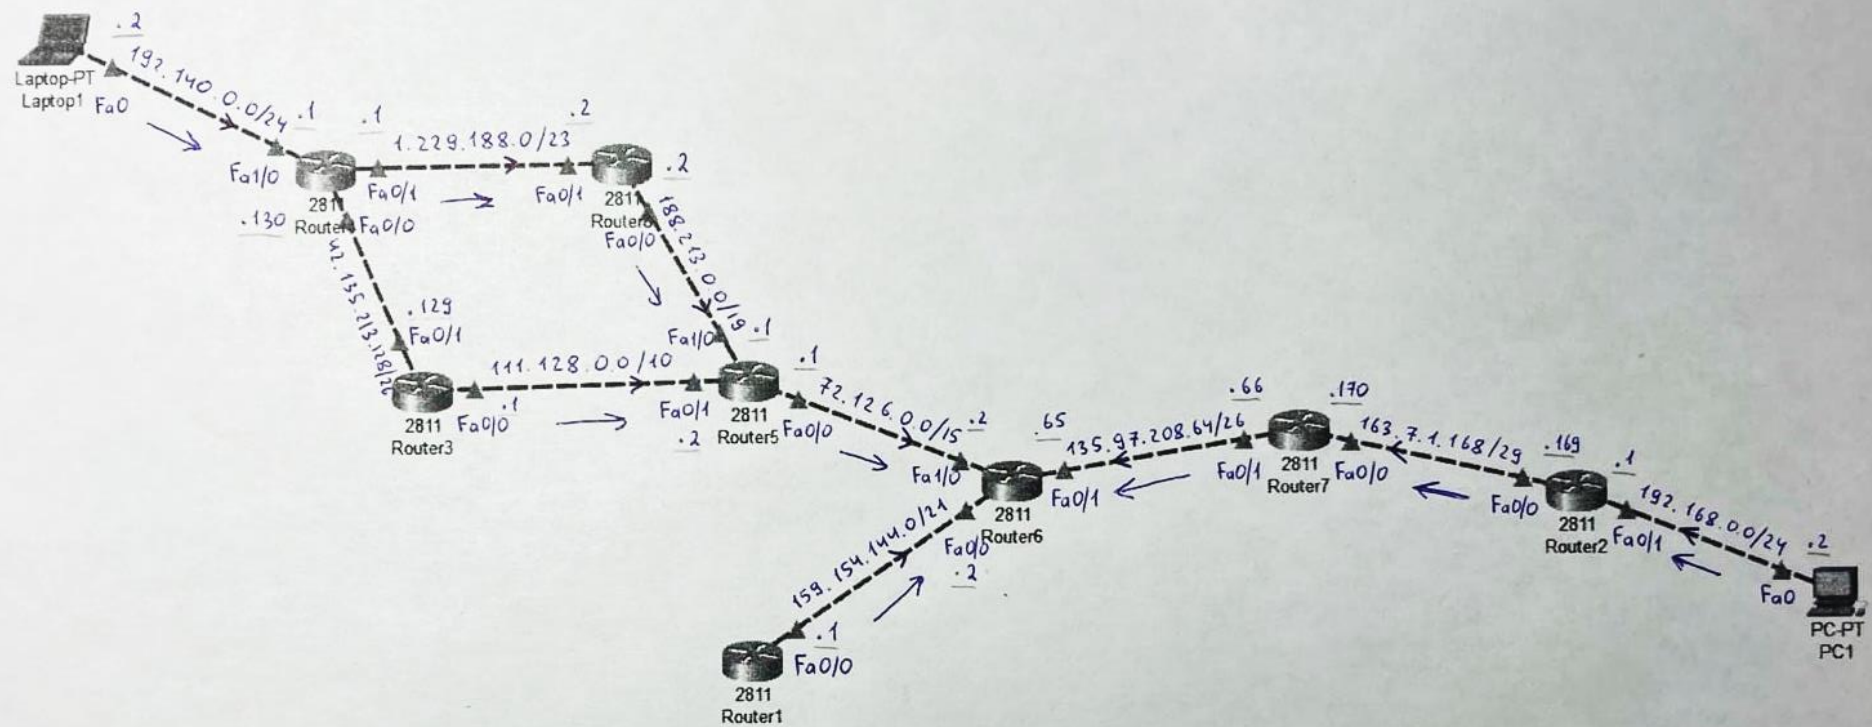 .2
192.140.0.0/24
Laptop-PT
Laptop1
Fa0
.1
.1
1.229.188.0/23
.2
Fa1/0
Fa0/1
Fa0/1
.2
2811
2811
.130
Fa0/0
Fa0/0
188.213.0.0/19
.135.213.128/26
.129
Fa0/1
Fa1/0
.1
111.128.0.0/10
.1
72.126.0.0/15
.2
Fa0/0
.1
Fa0/1
.2
2811
Router3
2811
Router5
Fa0/0
Fa1/0
.65
135.97.208.64/26
.66
.170
163.7.1.168/29
.169
.1
Fa0/1
Fa0/1
2811
Router7
Fa0/0
Fa0/0
192.168.0.0/24
.2
2811
Router6
2811
Router2
Fa0/1
Fa0
PC-PT
PC1
159.154.144.0/21
Fa0/0
.2
.1
Fa0/0
2811
Router1